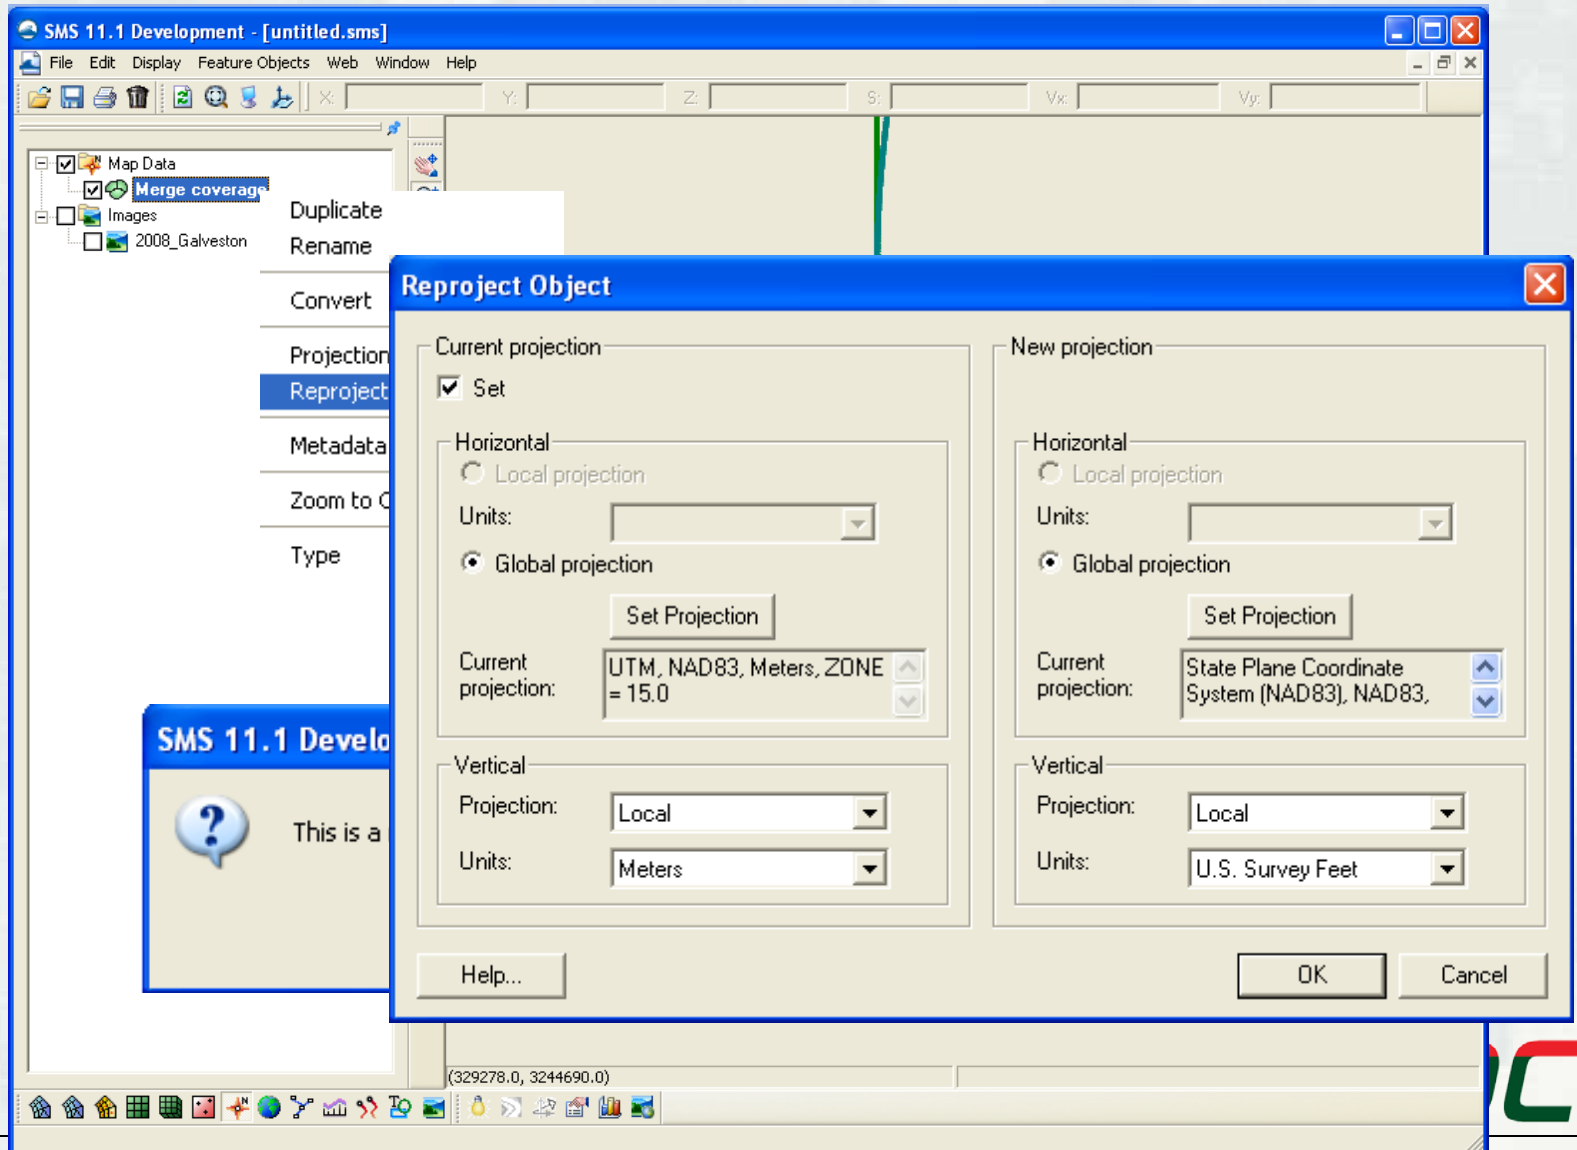 SMS 11.1 Development - [untitled.sms]
File Edit Display Feature Objects Web Window Help
X: Y: Z: S: Vx: Vy:
Map Data
Merge coverage
Images
2008_Galveston
Duplicate
Rename
Convert
Projection
Reproject
Metadata
Zoom to
Type
Reproject Object
Current projection
Set
Horizontal
Local projection
Units:
Global projection
Set Projection
Current projection:
UTM, NAD83, Meters, ZONE
= 15.0
Vertical
Projection: Local
Units: Meters
New projection
Horizontal
Local projection
Units:
Global projection
Set Projection
Current projection:
State Plane Coordinate
System (NAD83), NAD83,
Vertical
Projection: Local
Units: U.S. Survey Feet
Help...
OK
Cancel
SMS 11.1 Develo
This is a
(329278.0, 3244690.0)